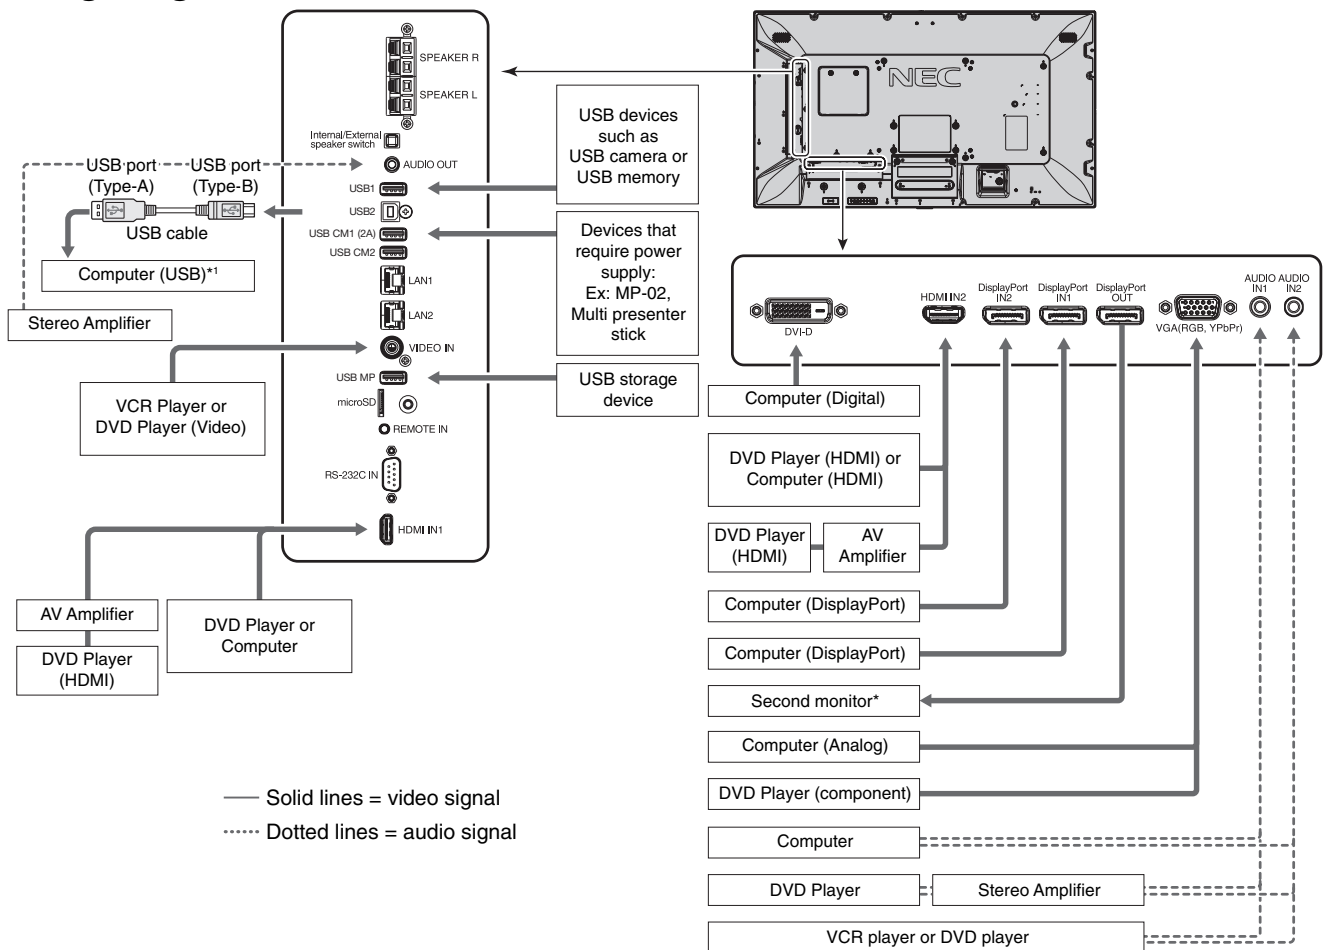 SPEAKER R
SPEAKER L
Internal/External
speaker switch
AUDIO OUT
USB1
USB2
USB CM1 (2A)
USB CM2
LAN1
LAN2
VIDEO IN
USB MP
microSD
REMOTE IN
RS-232C IN
HDMI IN1
USB port
(Type-A)
USB port
(Type-B)
USB cable
Computer (USB)*1
Stereo Amplifier
VCR Player or
DVD Player (Video)
AV Amplifier
DVD Player
(HDMI)
DVD Player or
Computer
USB devices
such as
USB camera or
USB memory
Devices that
require power
supply:
Ex: MP-02,
Multi presenter
stick
USB storage
device
NEC
DVI-D
HDMI IN2
DisplayPort
IN2
DisplayPort
IN1
DisplayPort
OUT
VGA(RGB, YPbPr)
AUDIO
IN1
AUDIO
IN2
Computer (Digital)
DVD Player (HDMI) or
Computer (HDMI)
DVD Player
(HDMI)
AV
Amplifier
Computer (DisplayPort)
Computer (DisplayPort)
Second monitor*
Computer (Analog)
DVD Player (component)
Computer
DVD Player
Stereo Amplifier
VCR player or DVD player
Solid lines = video signal
Dotted lines = audio signal